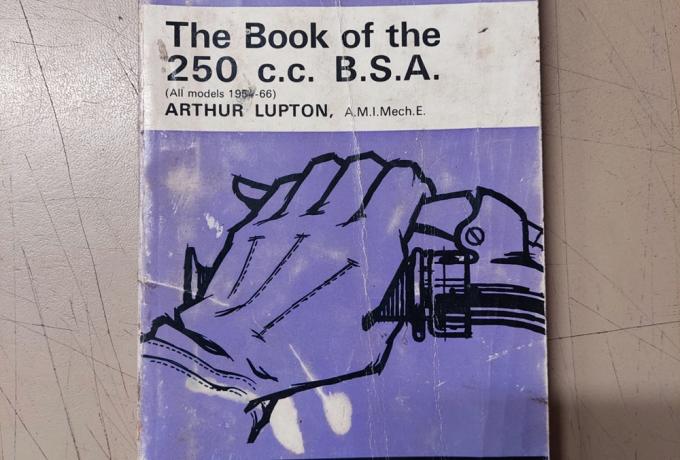 The Book of the
250 c.c. B.S.A.
(All models 1954-66)
ARTHUR LUPTON, A.M.I.Mech.E.